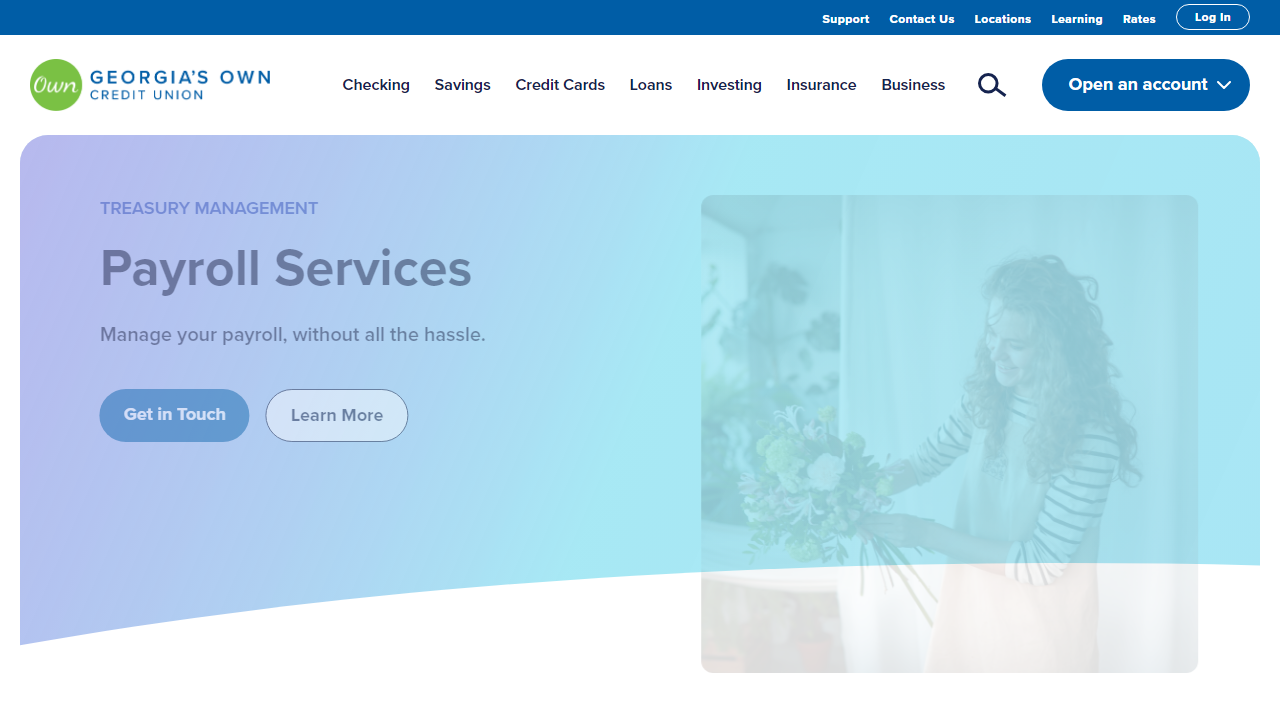 Support Contact Us Locations Learning Rates Log In
Own GEORGIA'S OWN
CREDIT UNION
Checking Savings Credit Cards Loans Investing Insurance Business Open an account
TREASURY MANAGEMENT
Payroll Services
Manage your payroll, without all the hassle.
Get in Touch Learn More